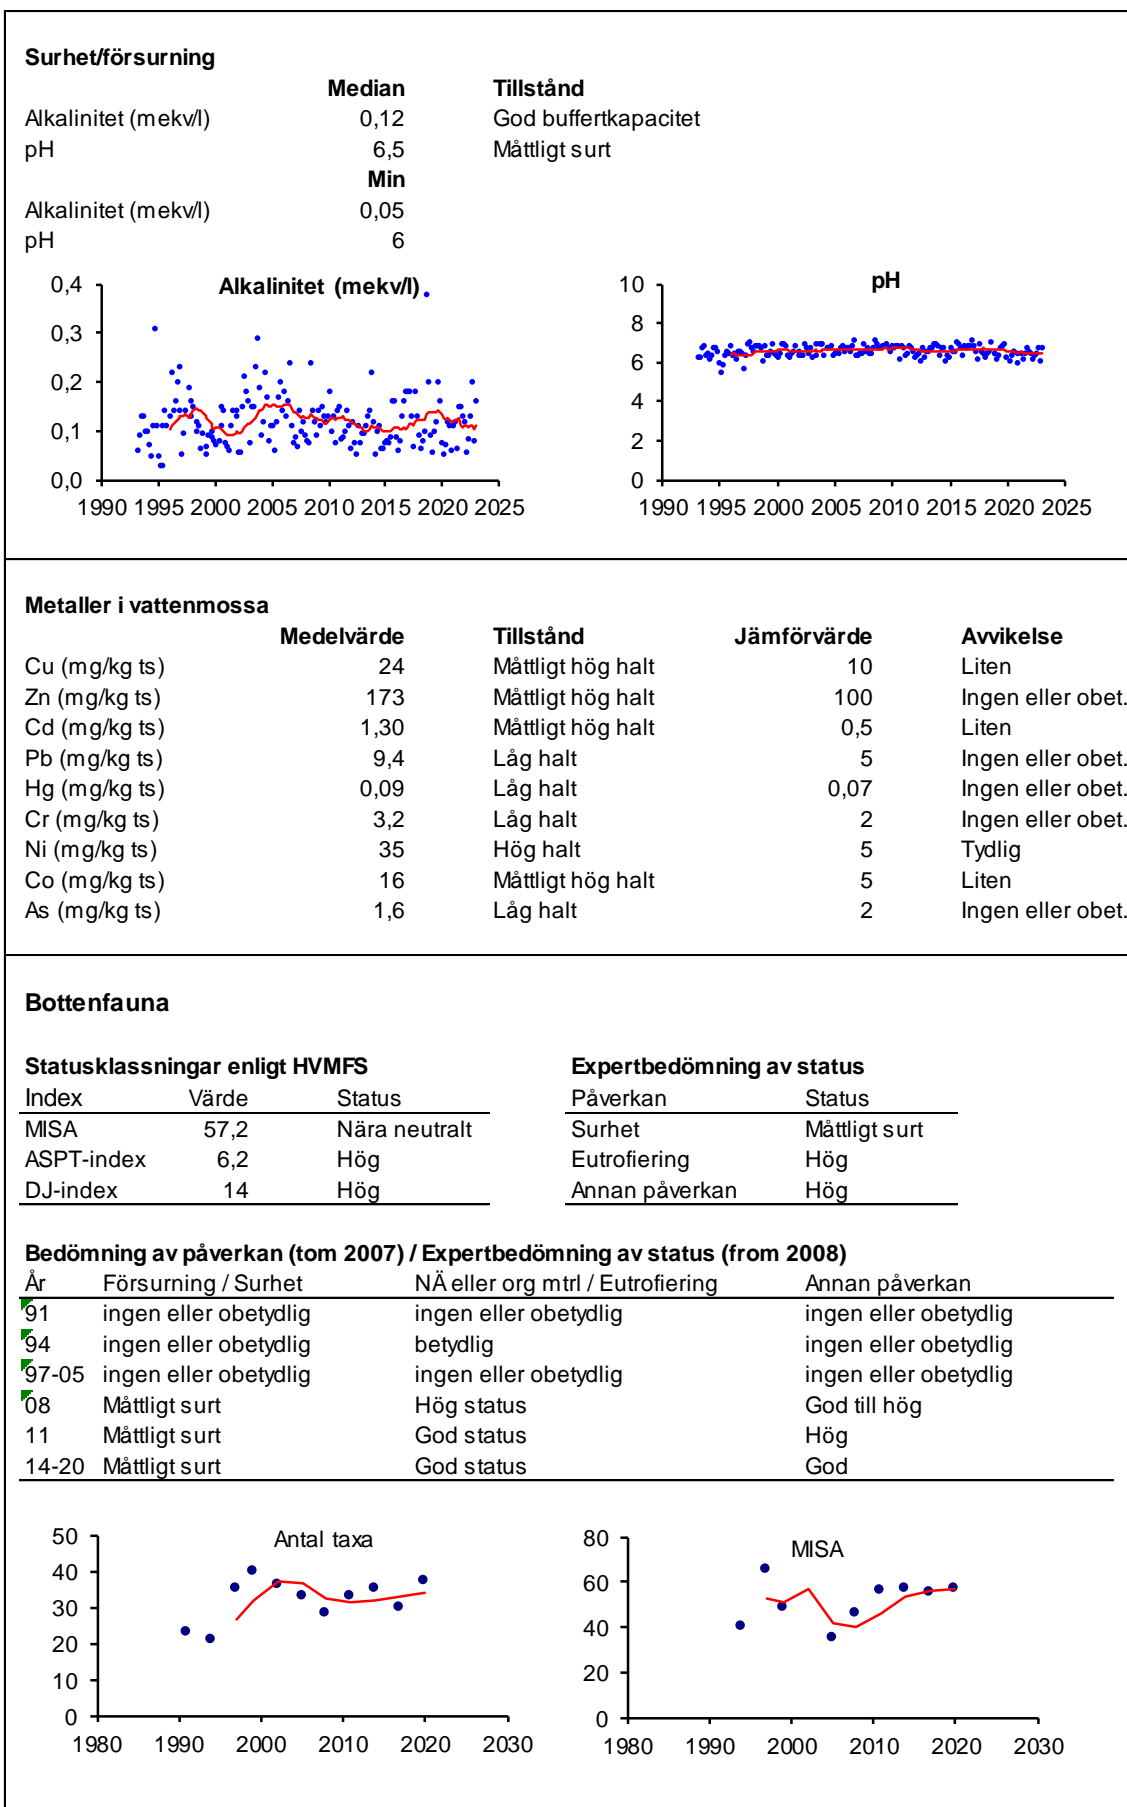 Surhet/försurning
Median Tillstånd
Alkalinitet (mekv/l) 0,12 God buffertkapacitet
pH 6,5 Måttligt surt
Min
Alkalinitet (mekv/l) 0,05
pH 6
Alkalinitet (mekv/l)
0,4
0,3
0,2
0,1
0,0
1990 1995 2000 2005 2010 2015 2020 2025
pH
10
8
6
4
2
0
1990 1995 2000 2005 2010 2015 2020 2025
Metaller i vattenmossa
Medelvärde Tillstånd Jämförvärde Avvikelse
Cu (mg/kg ts) 24 Måttligt hög halt 10 Liten
Zn (mg/kg ts) 173 Måttligt hög halt 100 Ingen eller obet.
Cd (mg/kg ts) 1,30 Måttligt hög halt 0,5 Liten
Pb (mg/kg ts) 9,4 Låg halt 5 Ingen eller obet.
Hg (mg/kg ts) 0,09 Låg halt 0,07 Ingen eller obet.
Cr (mg/kg ts) 3,2 Låg halt 2 Ingen eller obet.
Ni (mg/kg ts) 35 Hög halt 5 Tydlig
Co (mg/kg ts) 16 Måttligt hög halt 5 Liten
As (mg/kg ts) 1,6 Låg halt 2 Ingen eller obet.
Bottenfauna
Statusklassningar enligt HVMFS
Index Värde Status
MISA 57,2 Nära neutralt
ASPT-index 6,2 Hög
DJ-index 14 Hög
Expertbedömning av status
Påverkan Status
Surhet Måttligt surt
Eutrofiering Hög
Annan påverkan Hög
Bedömning av påverkan (tom 2007) / Expertbedömning av status (from 2008)
År Försurning / Surhet NÄ eller org mtrl / Eutrofiering Annan påverkan
91 ingen eller obetydlig ingen eller obetydlig ingen eller obetydlig
94 ingen eller obetydlig betydlig ingen eller obetydlig
97-05 ingen eller obetydlig ingen eller obetydlig ingen eller obetydlig
08 Måttligt surt Hög status God till hög
11 Måttligt surt God status Hög
14-20 Måttligt surt God status God
Antal taxa
50
40
30
20
10
0
1980 1990 2000 2010 2020 2030
MISA
80
60
40
20
0
1980 1990 2000 2010 2020 2030